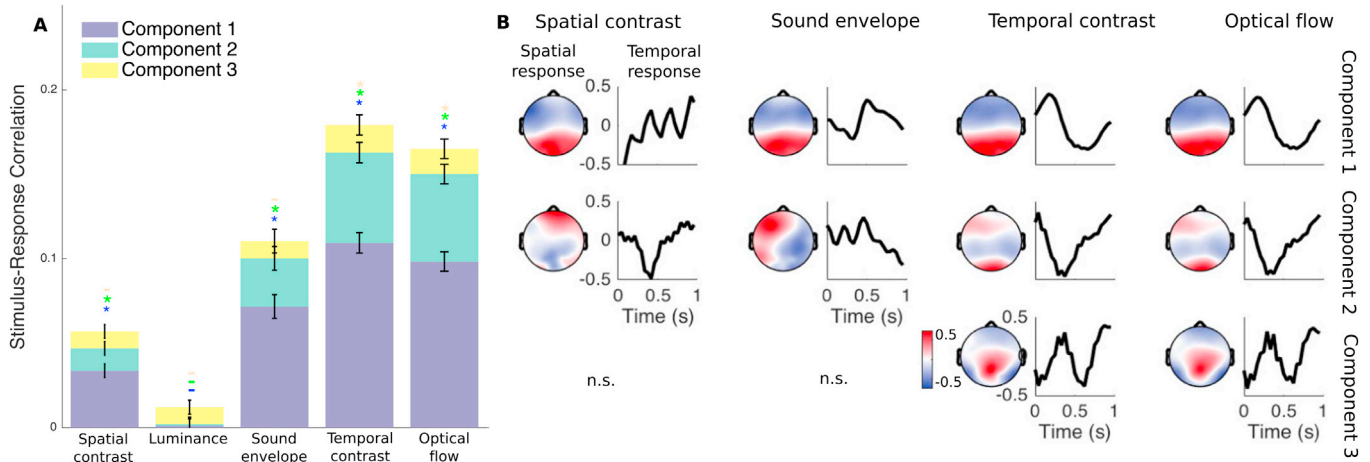 A
Component 1
Component 2
Component 3
Stimulus-Response Correlation
0.2
0.1
0
Spatial contrast
Luminance
Sound envelope
Temporal contrast
Optical flow
B
Spatial contrast
Sound envelope
Temporal contrast
Optical flow
Spatial response
Temporal response
0.5
0
-0.5
Component 1
0.5
0
-0.5
0 0.5 1
Time (s)
0 0.5 1
Time (s)
Component 2
n.s.
n.s.
0.5
-0.5
0.5
-0.5
0 0.5 1
Time (s)
0 0.5 1
Time (s)
Component 3